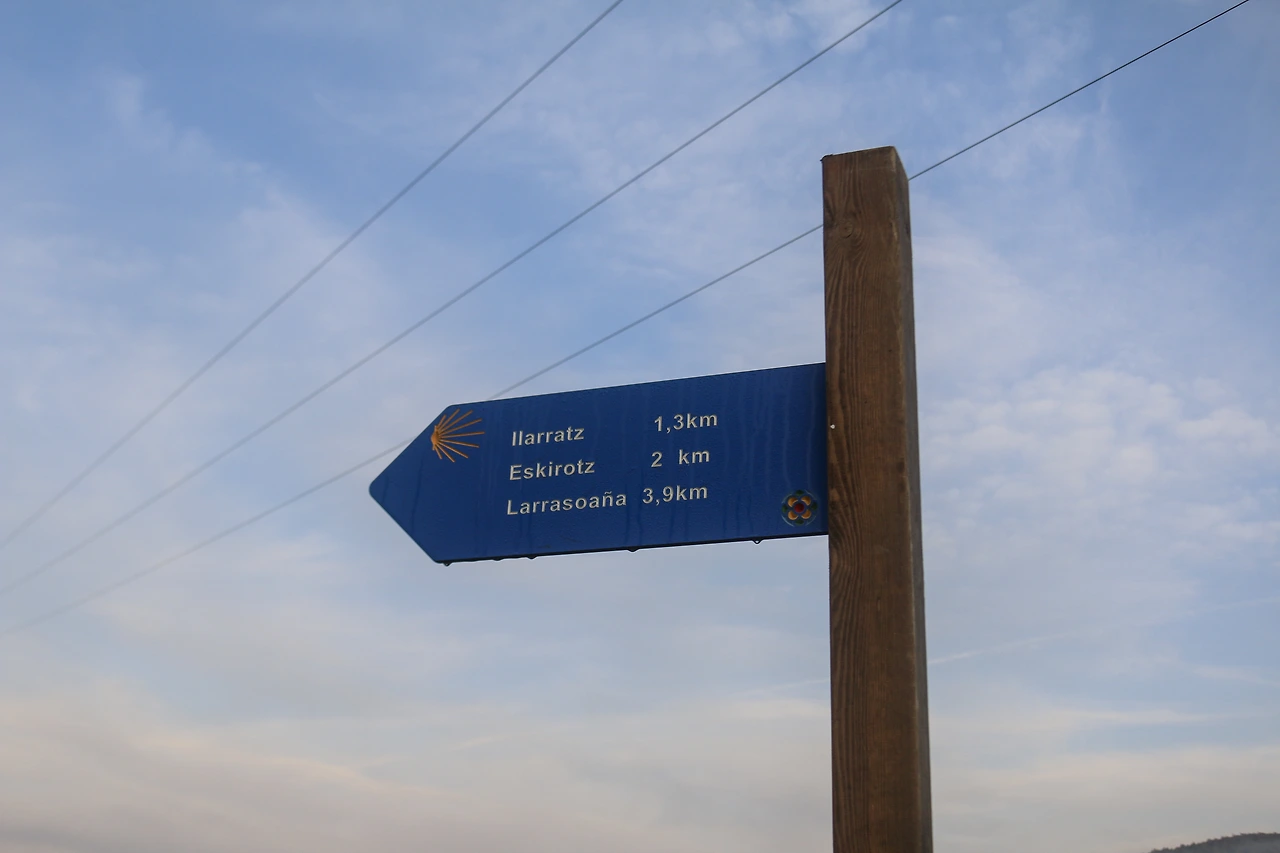 Ilarratz 1,3km
Eskirotz 2 km
Larrasoaña 3,9km